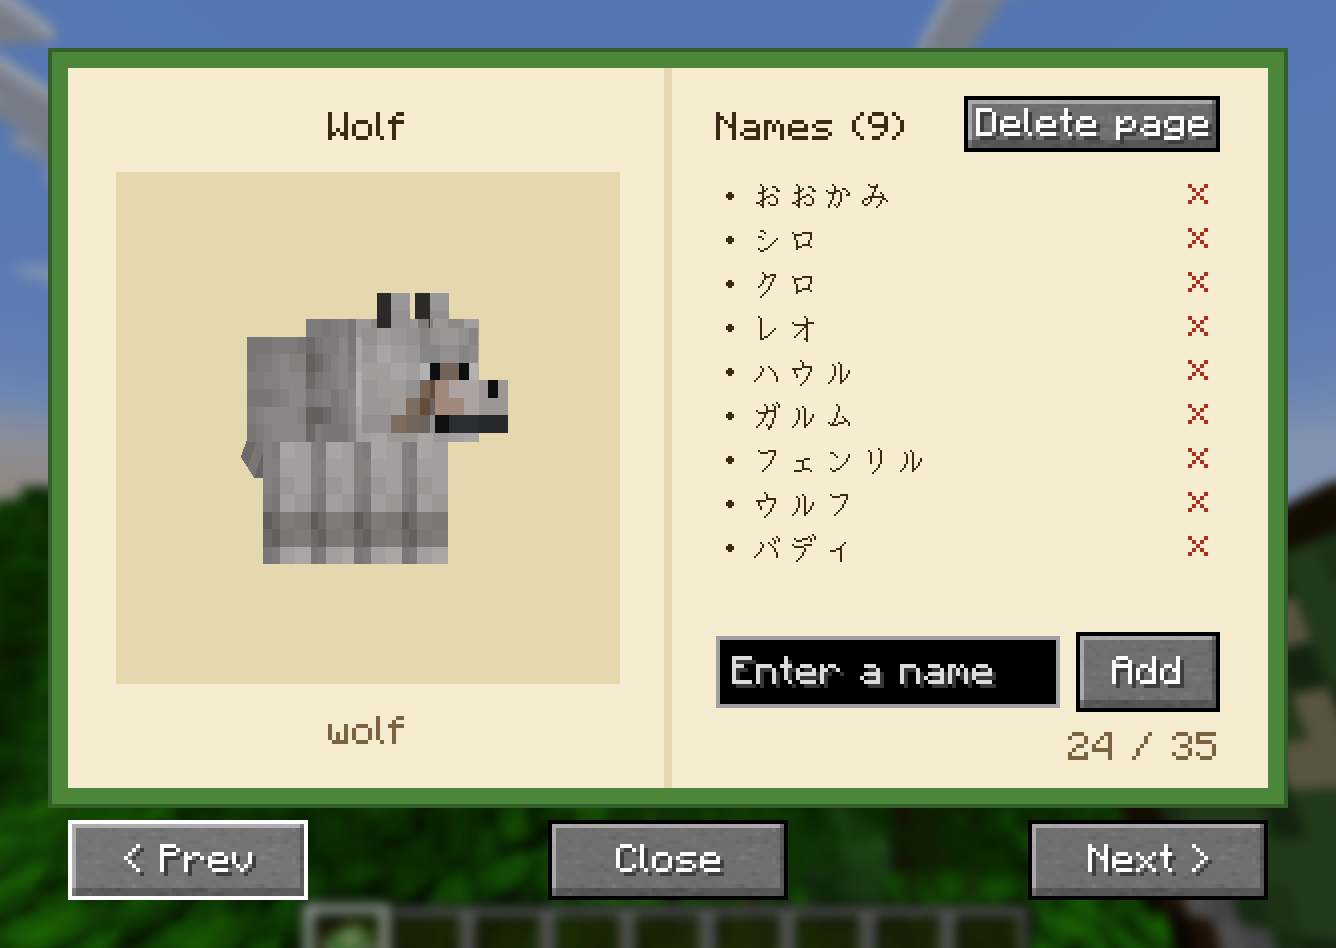 Wolf
wolf
Names (9)
Delete page
• おおかみ
• シロ
• クロ
• レオ
• ハウル
• ガルム
• フェンリル
• ウルフ
• バディ
Enter a name
Add
24 / 35
< Prev
Close
Next >